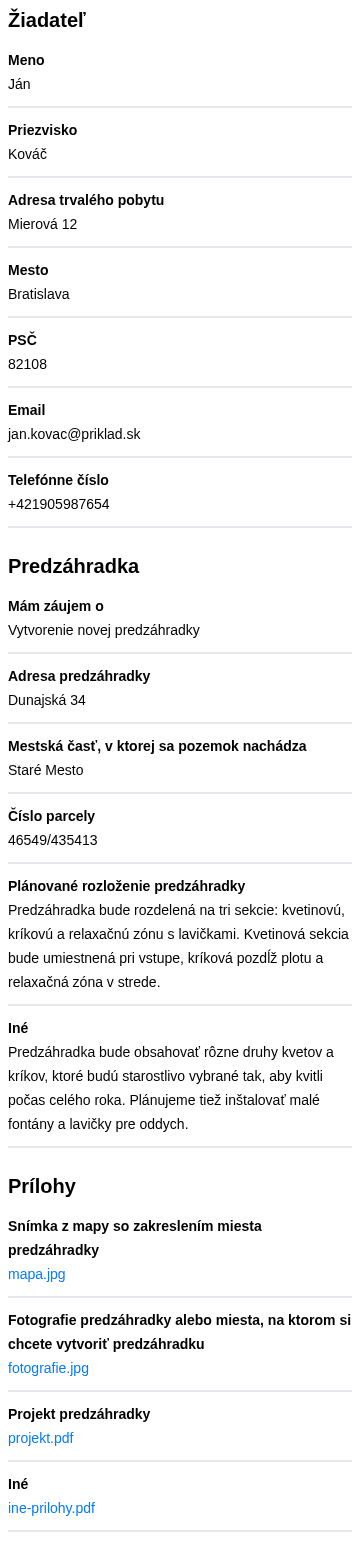 Žiadateľ
Meno
Ján
Priezvisko
Kováč
Adresa trvalého pobytu
Mierová 12
Mesto
Bratislava
PSČ
82108
Email
jan.kovac@priklad.sk
Telefónne číslo
+421905987654
Predzáhradka
Mám záujem o
Vytvorenie novej predzáhradky
Adresa predzáhradky
Dunajská 34
Mestská časť, v ktorej sa pozemok nachádza
Staré Mesto
Číslo parcely
46549/435413
Plánované rozloženie predzáhradky
Predzáhradka bude rozdelená na tri sekcie: kvetinovú,
kríkovú a relaxačnú zónu s lavičkami. Kvetinová sekcia
bude umiestnená pri vstupe, kríková pozdĺž plotu a
relaxačná zóna v strede.
Iné
Predzáhradka bude obsahovať rôzne druhy kvetov a
kríkov, ktoré budú starostlivo vybrané tak, aby kvitli
počas celého roka. Plánujeme tiež inštalovať malé
fontány a lavičky pre oddych.
Prílohy
Snímka z mapy so zakreslením miesta
predzáhradky
mapa.jpg
Fotografie predzáhradky alebo miesta, na ktorom si
chcete vytvoriť predzáhradku
fotografie.jpg
Projekt predzáhradky
projekt.pdf
Iné
ine-prilohy.pdf